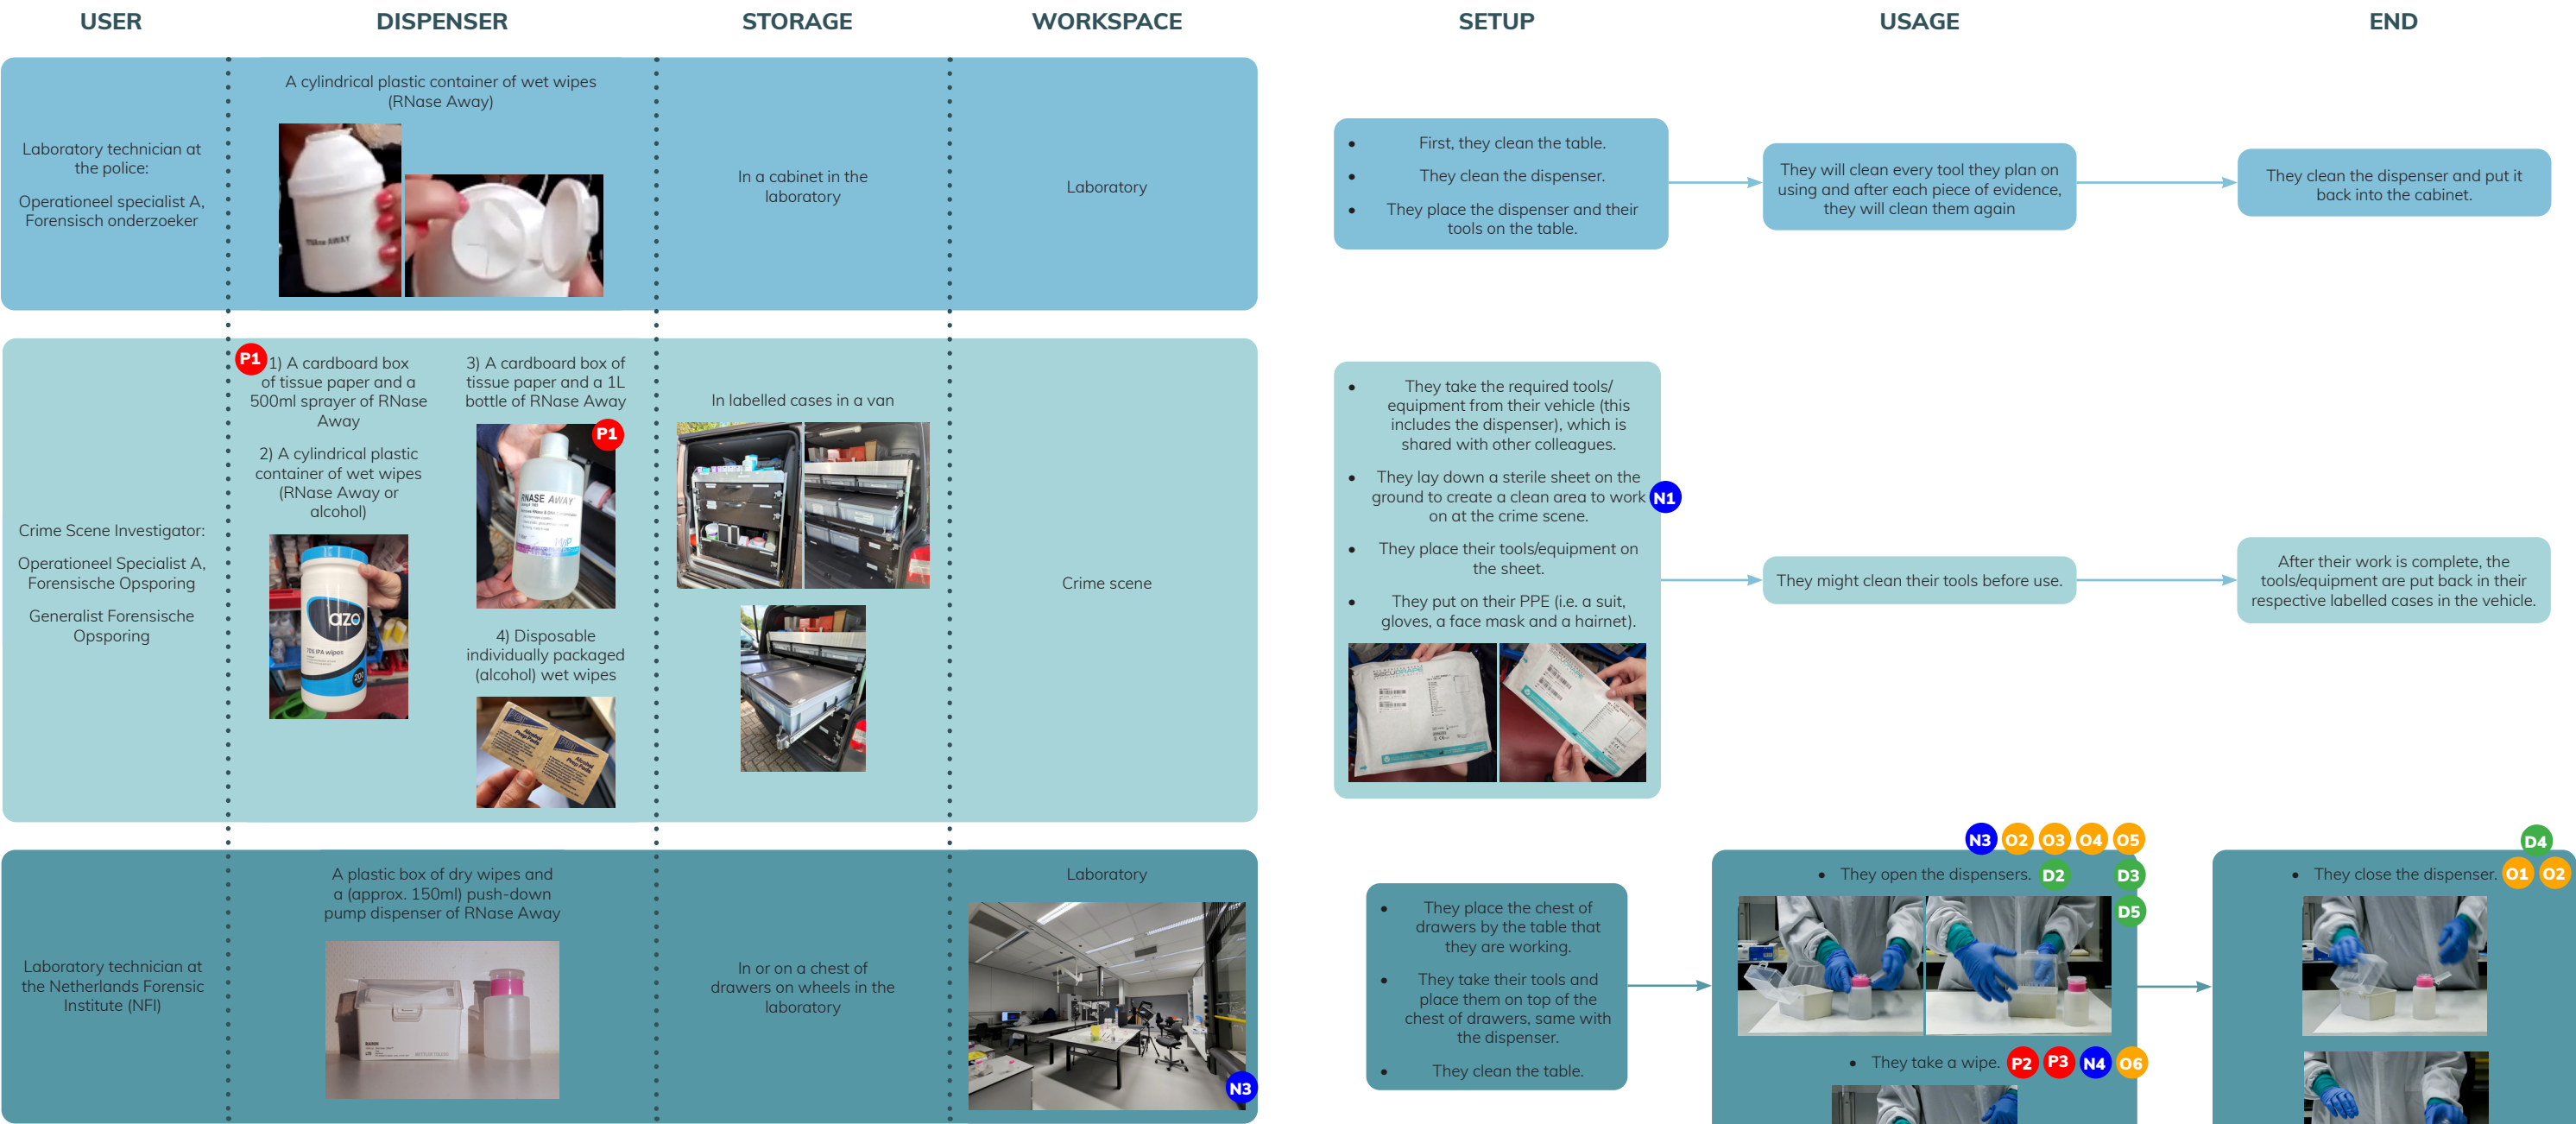 USER
DISPENSER
STORAGE
WORKSPACE
SETUP
USAGE
END
Laboratory technician at
the police:
Operationeel specialist A,
Forensisch onderzoeker
A cylindrical plastic container of wet wipes
(RNase Away)
RNase AWAY
In a cabinet in the
laboratory
Laboratory
• First, they clean the table.
• They clean the dispenser.
• They place the dispenser and their
tools on the table.
They will clean every tool they plan on
using and after each piece of evidence,
they will clean them again
They clean the dispenser and put it
back into the cabinet.
Crime Scene Investigator:
Operationeel Specialist A,
Forensische Opsporing
Generalist Forensische
Opsporing
P1
1) A cardboard box
of tissue paper and a
500ml sprayer of RNase
Away
2) A cylindrical plastic
container of wet wipes
(RNase Away or
alcohol)
azo
70% IPA wipes
200
3) A cardboard box of
tissue paper and a 1L
bottle of RNase Away
P1
RNASE AWAY
4) Disposable
individually packaged
(alcohol) wet wipes
Alcohol
Prep Pads
Alcohol
Prep Pads
In labelled cases in a van
Crime scene
• They take the required tools/
equipment from their vehicle (this
includes the dispenser), which is
shared with other colleagues.
• They lay down a sterile sheet on the
ground to create a clean area to work
on at the crime scene.
N1
• They place their tools/equipment on
the sheet.
• They put on their PPE (i.e. a suit,
gloves, a face mask and a hairnet).
They might clean their tools before use.
After their work is complete, the
tools/equipment are put back in their
respective labelled cases in the vehicle.
Laboratory technician at
the Netherlands Forensic
Institute (NFI)
A plastic box of dry wipes and
a (approx. 150ml) push-down
pump dispenser of RNase Away
In or on a chest of
drawers on wheels in the
laboratory
Laboratory
N3
• They place the chest of
drawers by the table that
they are working.
• They take their tools and
place them on top of the
chest of drawers, same with
the dispenser.
• They clean the table.
N3 O2 O3 O4 O5
• They open the dispensers. D2 D3
D5
• They take a wipe. P2 P3 N4 O6
D4
• They close the dispenser. O1 O2